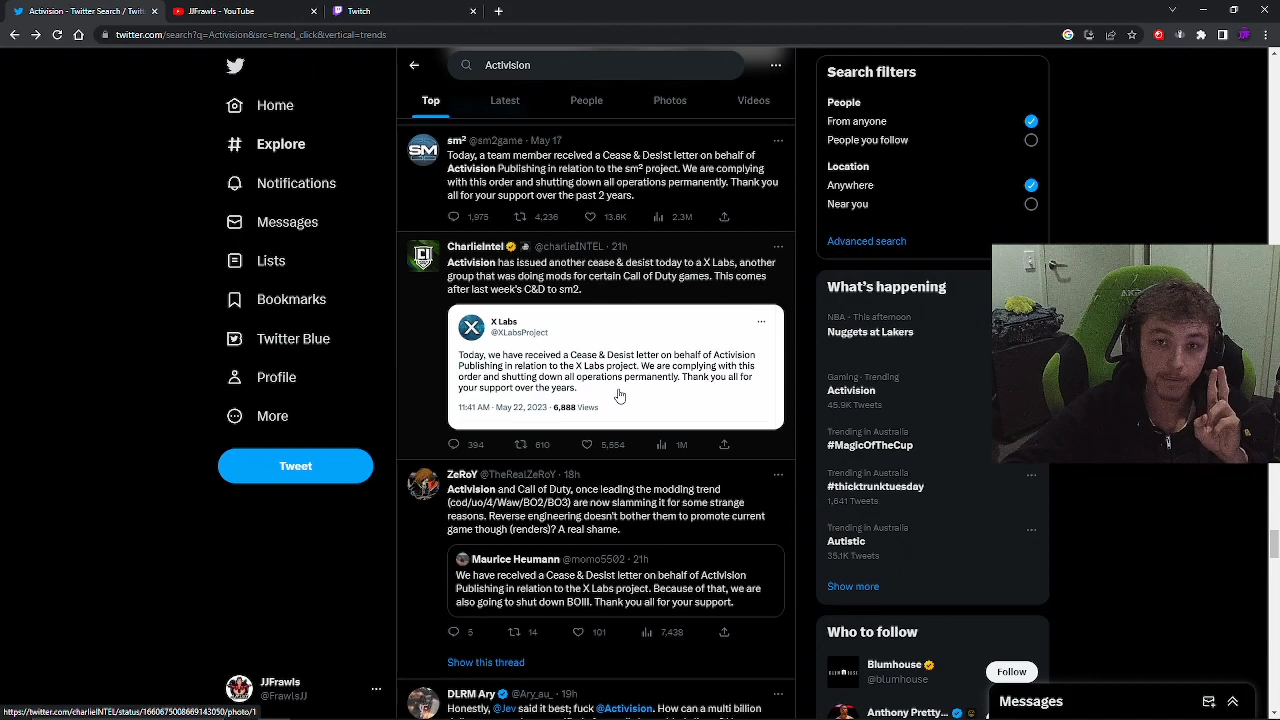 Activision - Twitter Search / Twitt
JJFrawls - YouTube
Twitch
twitter.com/search?q=Activision&src=trend_click&vertical=trends
Home
Explore
Notifications
Messages
Lists
Bookmarks
Twitter Blue
Profile
More
Tweet
JJFrawls
@FrawlsJJ
https://twitter.com/charlieINTEL/status/1660675008669143050/photo/1
Activision
Top
Latest
People
Photos
Videos
sm² @sm2game · May 17
Today, a team member received a Cease & Desist letter on behalf of
Activision Publishing in relation to the sm² project. We are complying
with this order and shutting down all operations permanently. Thank you
all for your support over the past 2 years.
1,975 4,236 13.6K 2.3M
CharlieIntel @charlieINTEL · 21h
Activision has issued another cease & desist today to a X Labs, another
group that was doing mods for certain Call of Duty games. This comes
after last week's C&D to sm2.
X Labs
@XLabsProject
Today, we have received a Cease & Desist letter on behalf of Activision
Publishing in relation to the X Labs project. We are complying with this
order and shutting down all operations permanently. Thank you all for
your support over the years.
11:41 AM · May 22, 2023 · 6,888 Views
394 610 5,554 1M
ZeRoY @TheRealZeRoY · 18h
Activision and Call of Duty, once leading the modding trend
(cod/uo/4/Waw/BO2/BO3) are now slamming it for some strange
reasons. Reverse engineering doesn't bother them to promote current
game though (renders)? A real shame.
Maurice Heumann @momo5502 · 21h
We have received a Cease & Desist letter on behalf of Activision
Publishing in relation to the X Labs project. Because of that, we are
also going to shut down BOIII. Thank you all for your support.
5 14 101 7,438
Show this thread
DLRM Ary @Ary_au_ · 19h
Honestly, @Jev said it best; fuck @Activision. How can a multi billion
Search filters
People
From anyone
People you follow
Location
Anywhere
Near you
Advanced search
What's happening
NBA · This afternoon
Nuggets at Lakers
Gaming · Trending
Activision
45.9K Tweets
Trending in Australia
#MagicOfTheCup
Trending in Australia
#thicktrunktuesday
1,641 Tweets
Trending in Australia
Autistic
35.1K Tweets
Show more
Who to follow
Blumhouse
@blumhouse
Follow
Anthony Power...
Messages